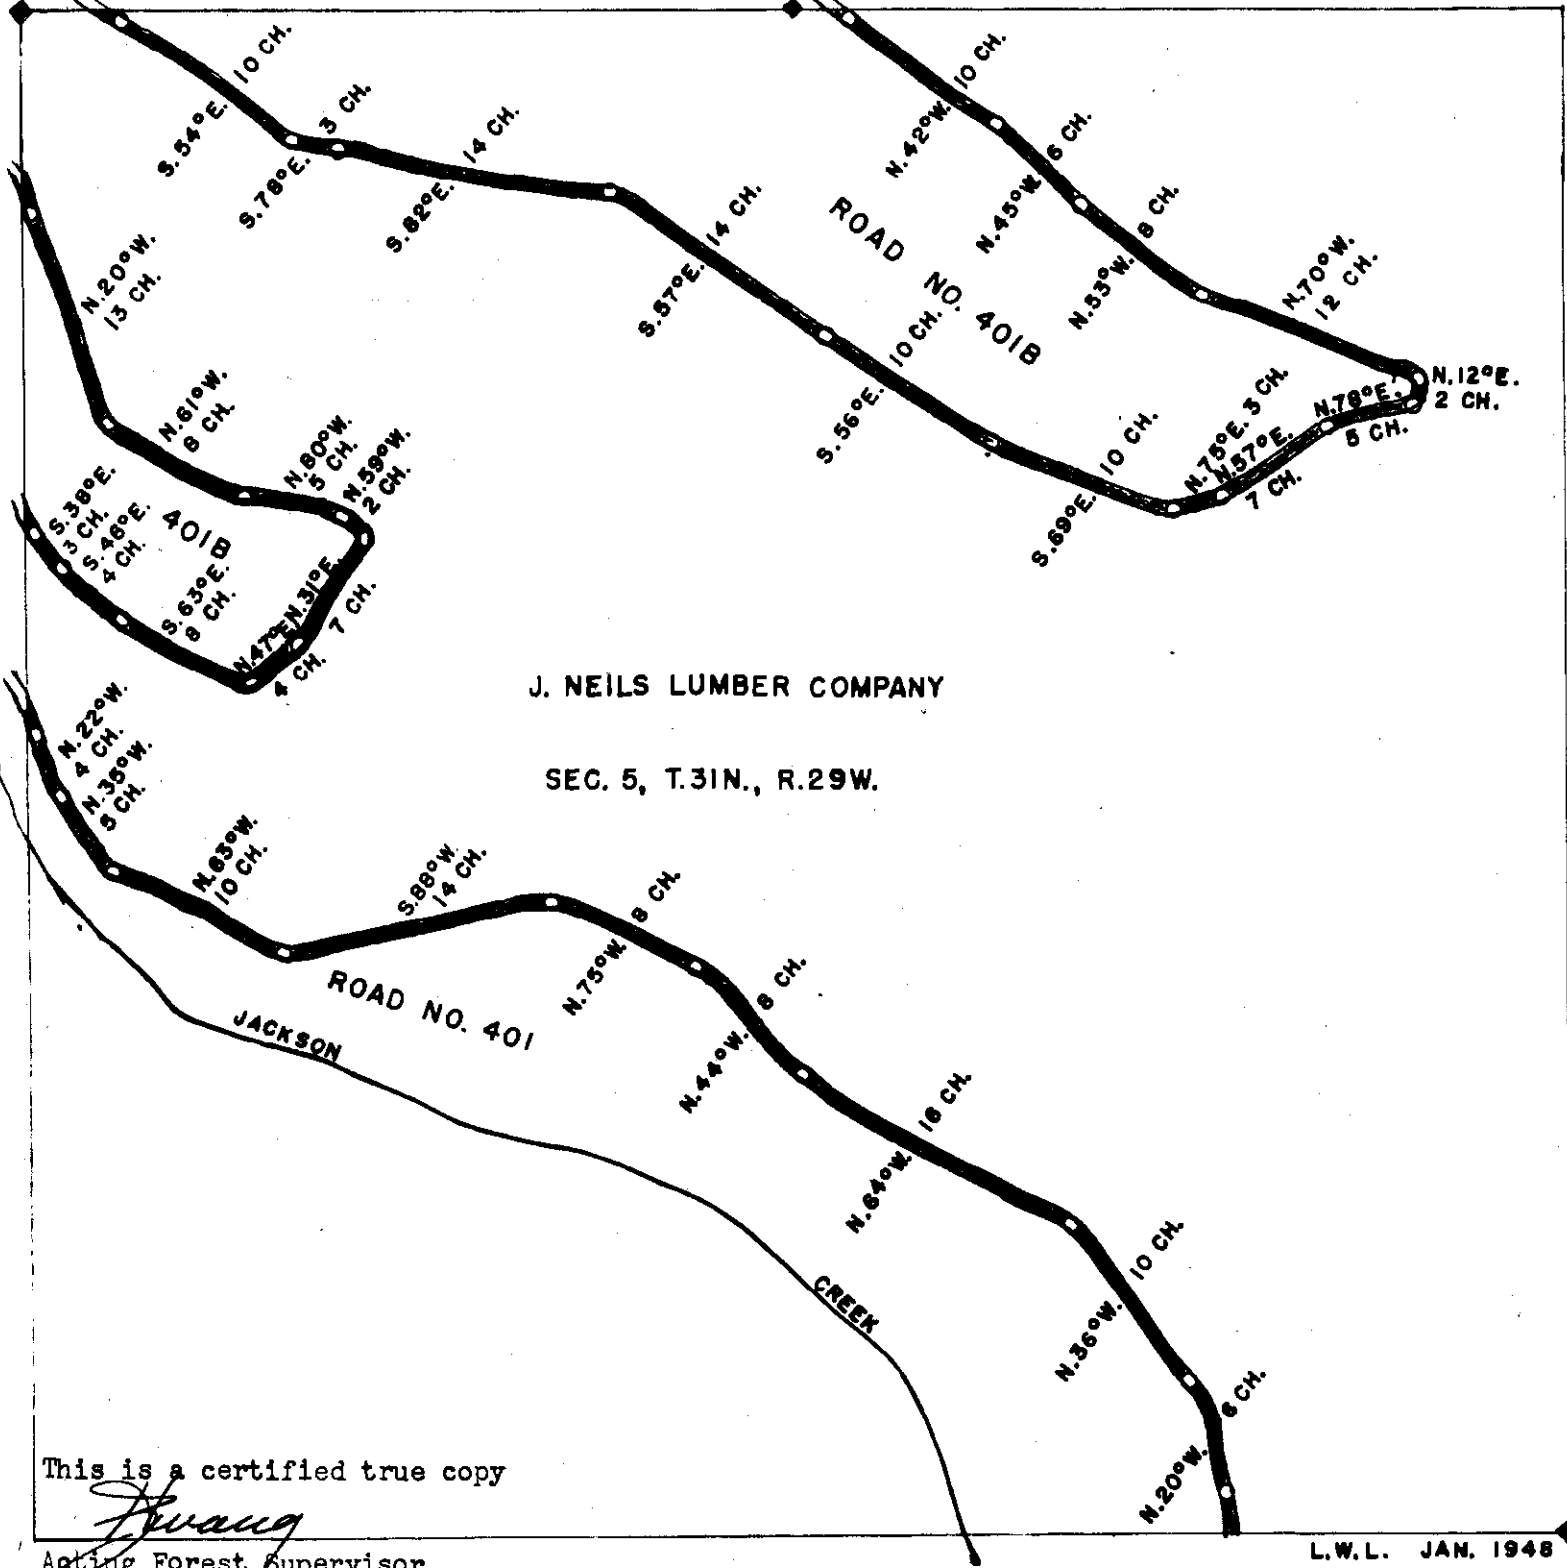 S.54°E.
10 CH.
S.78°E.
3 CH.
S.82°E.
14 CH.
S.57°E.
14 CH.
S.56°E.
10 CH.
S.69°E.
10 CH.
N.75°E. 3 CH.
N.57°E.
7 CH.
N.78°E.
5 CH.
N.12°E.
2 CH.
N.70°W.
12 CH.
N.53°W.
8 CH.
N.45°W.
6 CH.
N.42°W.
10 CH.
ROAD NO. 401B
N.20°W.
13 CH.
N.61°W.
8 CH.
N.80°W.
5 CH.
N.59°W.
2 CH.
N.31°E.
7 CH.
N.47°E.
4 CH.
S.63°E.
8 CH.
S.46°E.
4 CH.
S.38°E.
3 CH.
401B
J. NEILS LUMBER COMPANY
SEC. 5, T.31N., R.29W.
N.22°W.
4 CH.
N.35°W.
5 CH.
N.63°W.
10 CH.
S.88°W.
14 CH.
N.75°W.
8 CH.
N.44°W.
8 CH.
N.64°W.
16 CH.
N.36°W.
10 CH.
N.20°W.
6 CH.
ROAD NO. 401
JACKSON
CREEK
This is a certified true copy
Acting Forest Supervisor
L.W.L. JAN. 1948